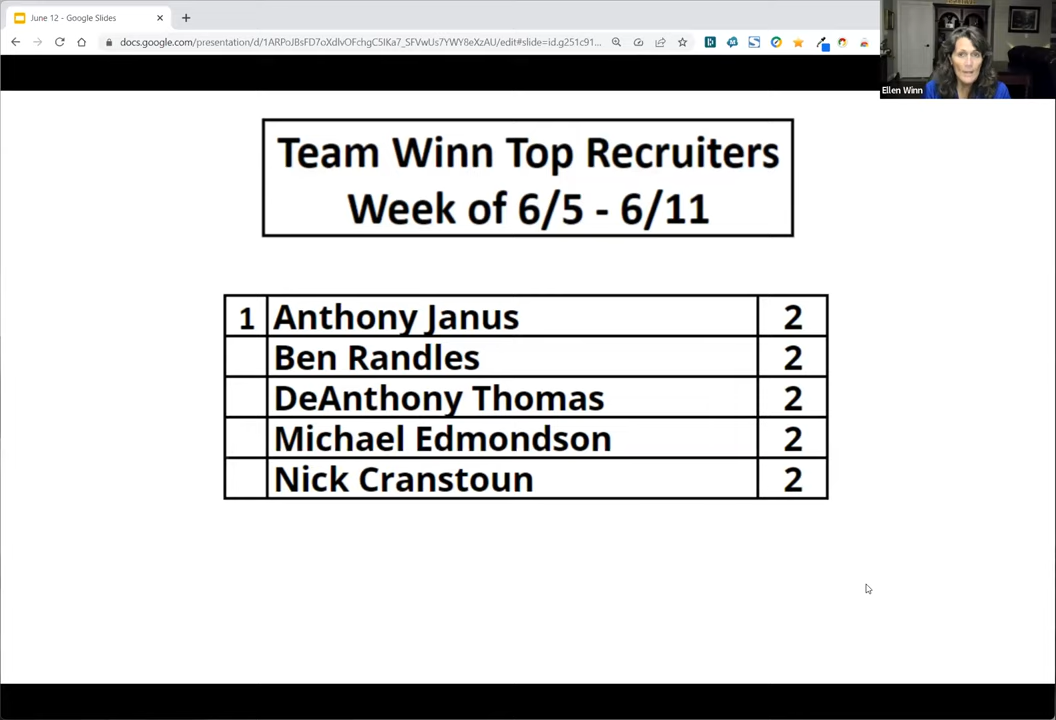 June 12 - Google Slides
docs.google.com/presentation/d/1ARPoJBsFD7oXdlvOFchgC5IKa7_SFVwUs7YWY8eXzAU/edit#slide=id.g251c91...
Ellen Winn
Team Winn Top Recruiters
Week of 6/5 - 6/11
1 Anthony Janus 2
Ben Randles 2
DeAnthony Thomas 2
Michael Edmondson 2
Nick Cranstoun 2